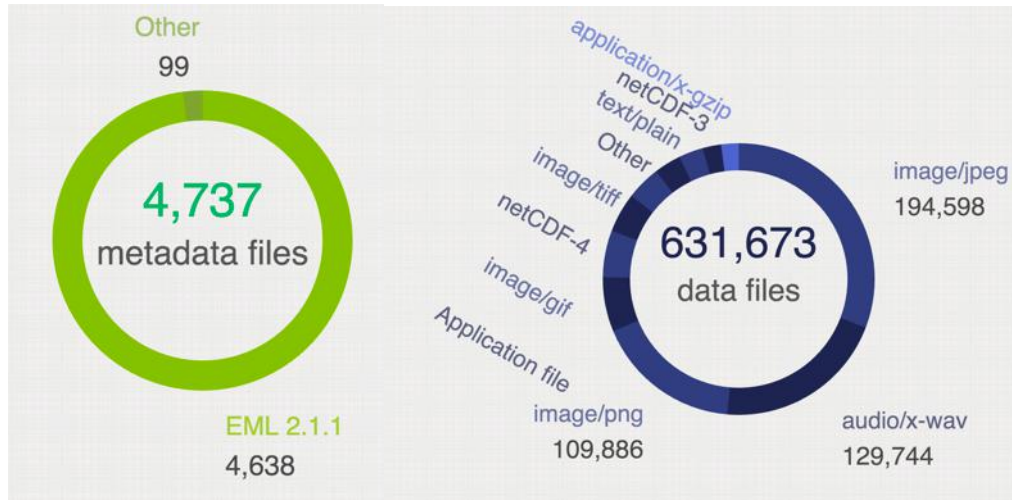 Other
99
4,737
metadata files
EML 2.1.1
4,638
application/x-gzip
netCDF-3
text/plain
Other
image/tiff
netCDF-4
image/gif
Application file
image/png
109,886
631,673
data files
image/jpeg
194,598
audio/x-wav
129,744